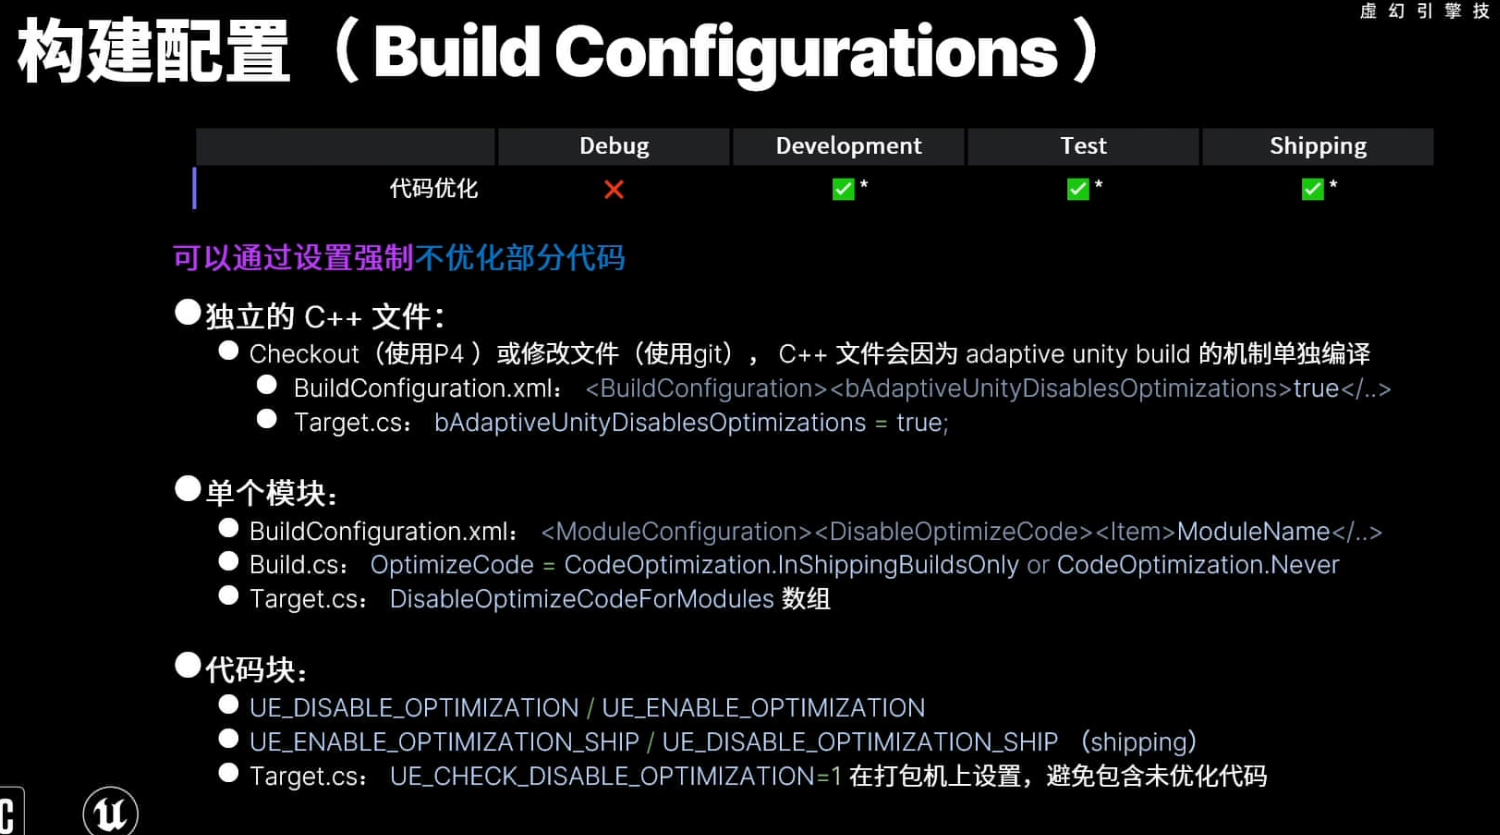 虚幻引擎技
构建配置（Build Configurations）
Debug Development Test Shipping
代码优化 ❌ ✅* ✅* ✅*
可以通过设置强制不优化部分代码
独立的 C++ 文件：
Checkout（使用P4 ）或修改文件（使用git）， C++ 文件会因为 adaptive unity build 的机制单独编译
BuildConfiguration.xml： <BuildConfiguration><bAdaptiveUnityDisablesOptimizations>true</..>
Target.cs： bAdaptiveUnityDisablesOptimizations = true;
单个模块：
BuildConfiguration.xml： <ModuleConfiguration><DisableOptimizeCode><Item>ModuleName</..>
Build.cs： OptimizeCode = CodeOptimization.InShippingBuildsOnly or CodeOptimization.Never
Target.cs： DisableOptimizeCodeForModules 数组
代码块：
UE_DISABLE_OPTIMIZATION / UE_ENABLE_OPTIMIZATION
UE_ENABLE_OPTIMIZATION_SHIP / UE_DISABLE_OPTIMIZATION_SHIP （shipping）
Target.cs： UE_CHECK_DISABLE_OPTIMIZATION=1 在打包机上设置，避免包含未优化代码